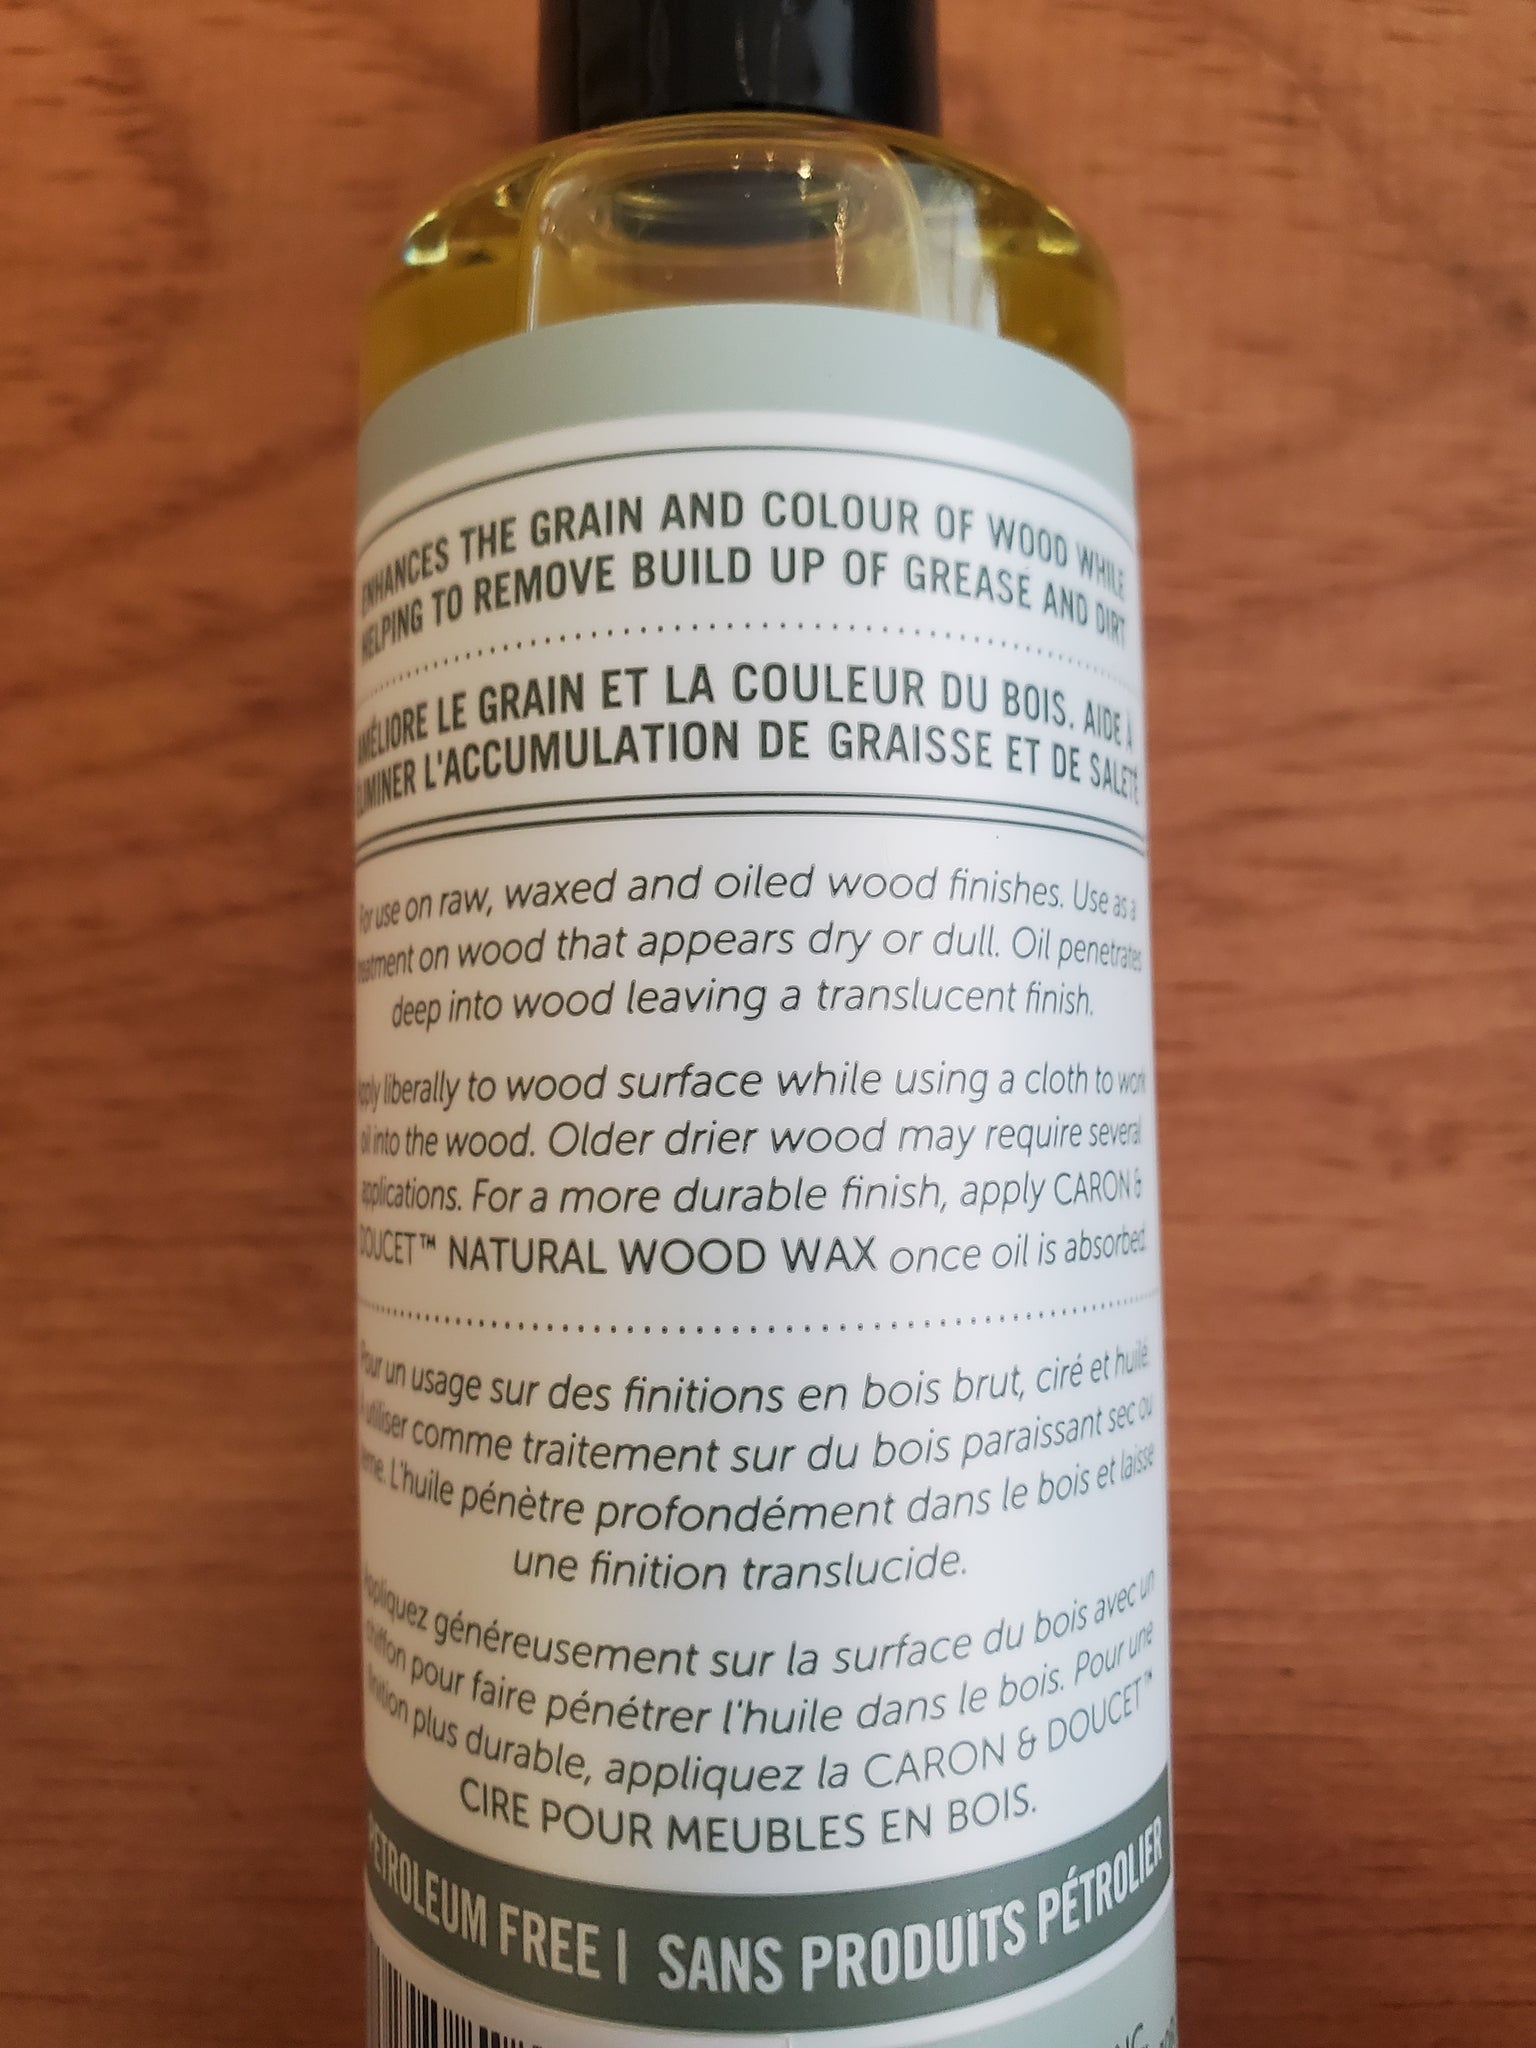 ENHANCES THE GRAIN AND COLOUR OF WOOD WHILE
HELPING TO REMOVE BUILD UP OF GREASE AND DIRT
AMÉLIORE LE GRAIN ET LA COULEUR DU BOIS. AIDE À
ÉLIMINER L'ACCUMULATION DE GRAISSE ET DE SALETÉ
For use on raw, waxed and oiled wood finishes. Use as a
treatment on wood that appears dry or dull. Oil penetrates
deep into wood leaving a translucent finish.
Apply liberally to wood surface while using a cloth to work
oil into the wood. Older drier wood may require several
applications. For a more durable finish, apply CARON &
DOUCET™ NATURAL WOOD WAX once oil is absorbed.
Pour un usage sur des finitions en bois brut, ciré et huilé.
À utiliser comme traitement sur du bois paraissant sec ou
terne. L'huile pénètre profondément dans le bois et laisse
une finition translucide.
Appliquez généreusement sur la surface du bois avec un
chiffon pour faire pénétrer l'huile dans le bois. Pour une
finition plus durable, appliquez la CARON & DOUCET™
CIRE POUR MEUBLES EN BOIS.
PETROLEUM FREE | SANS PRODUITS PÉTROLIER